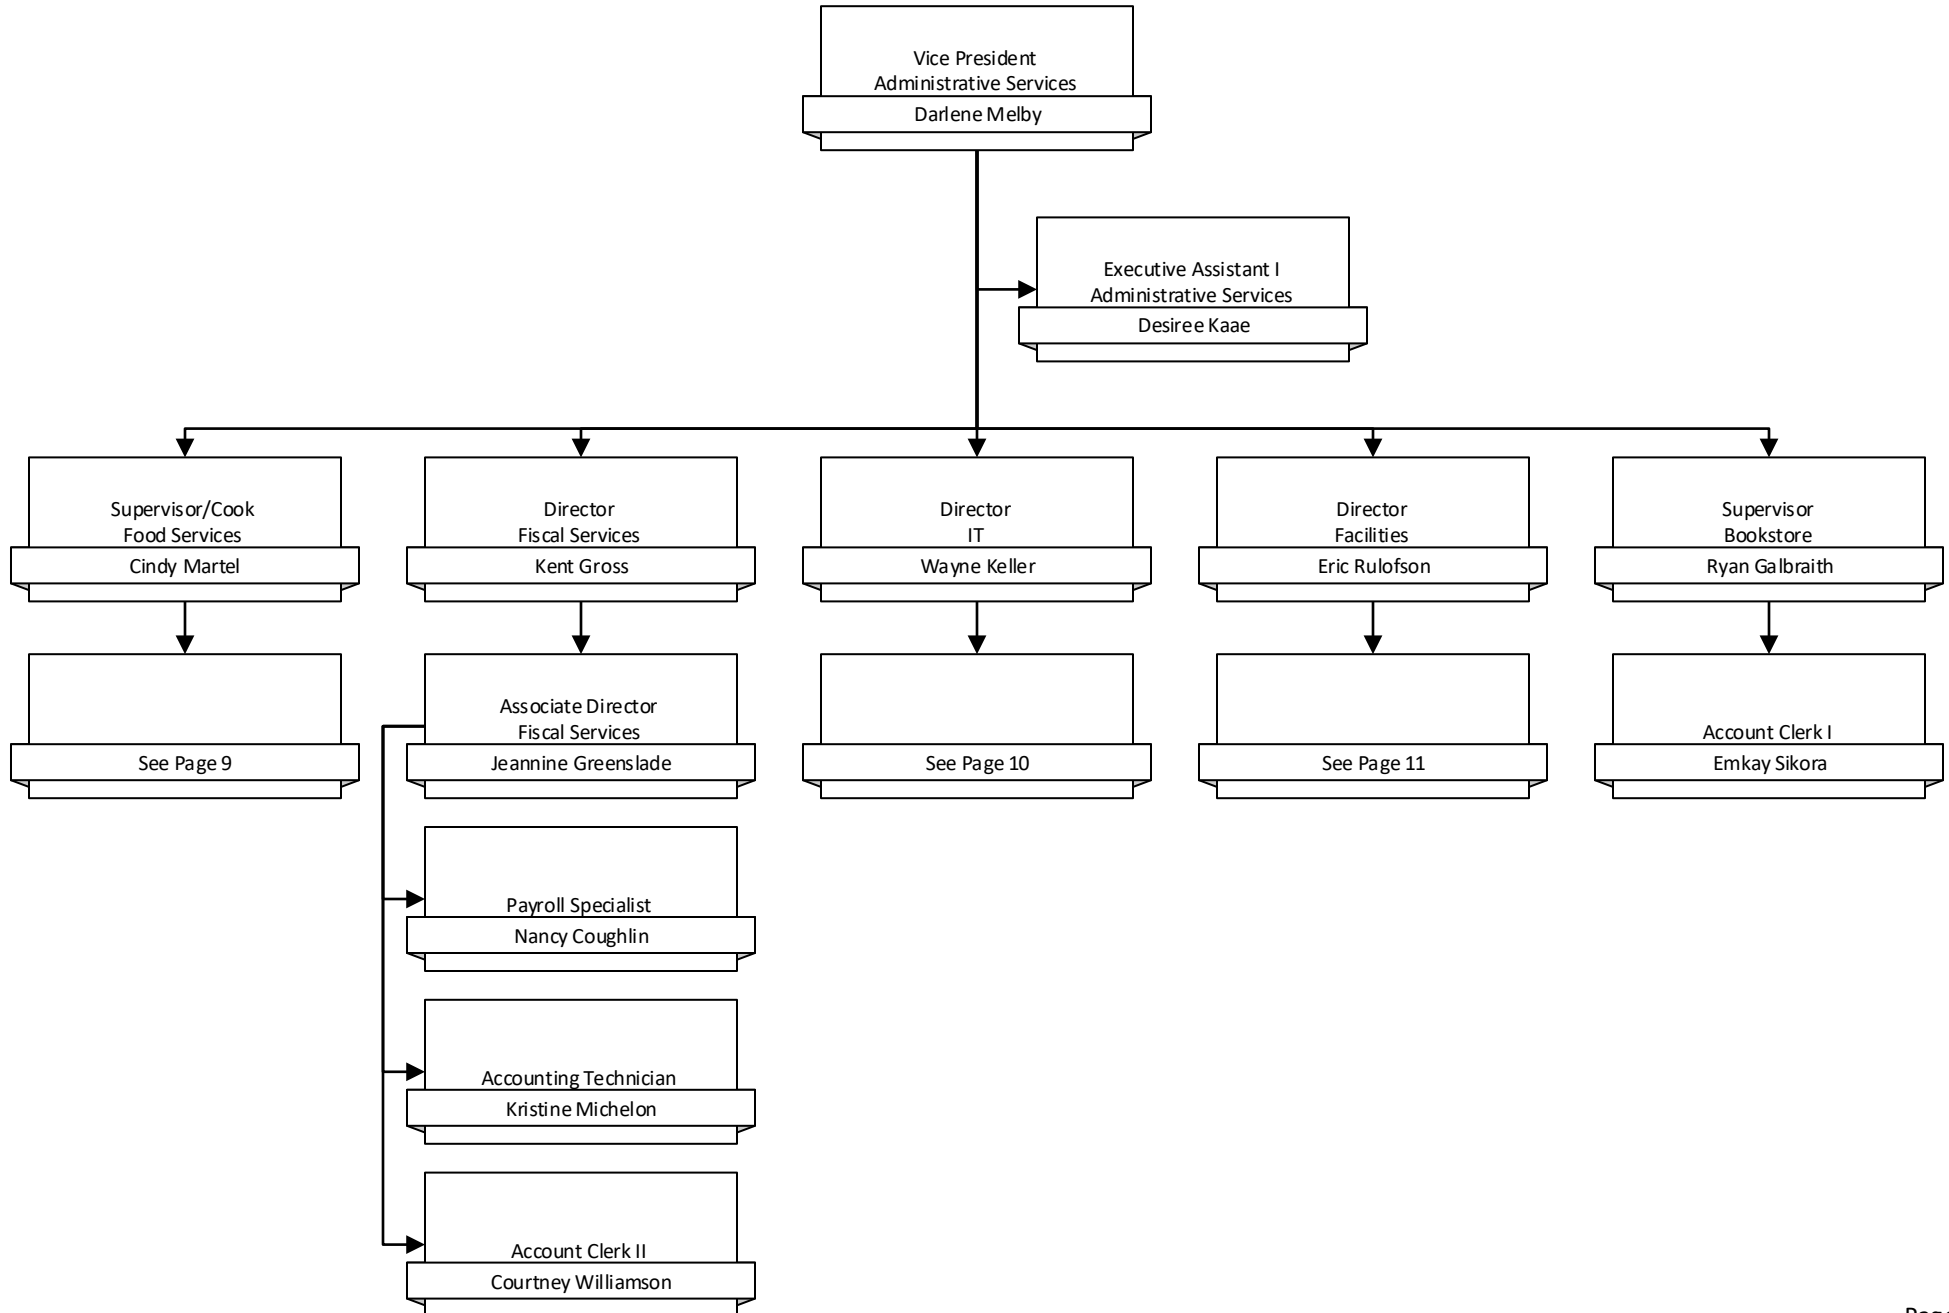 Vice President
Administrative Services
Darlene Melby
Executive Assistant I
Administrative Services
Desiree Kaae
Supervisor/Cook
Food Services
Cindy Martel
Director
Fiscal Services
Kent Gross
Director
IT
Wayne Keller
Director
Facilities
Eric Rulofson
Supervisor
Bookstore
Ryan Galbraith
See Page 9
Associate Director
Fiscal Services
Jeannine Greenslade
See Page 10
See Page 11
Account Clerk I
Emkay Sikora
Payroll Specialist
Nancy Coughlin
Accounting Technician
Kristine Michelon
Account Clerk II
Courtney Williamson